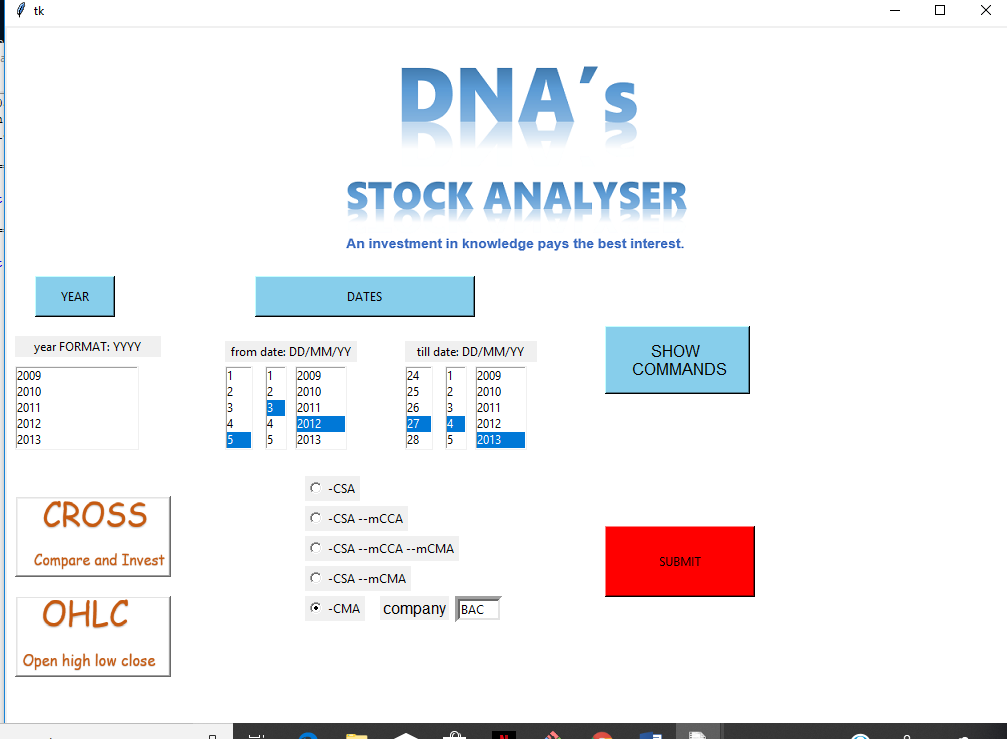 tk
DNA's
STOCK ANALYSER
An investment in knowledge pays the best interest.
YEAR
DATES
year FORMAT: YYYY
from date: DD/MM/YY
till date: DD/MM/YY
SHOW
COMMANDS
2009
2010
2011
2012
2013
1 1 2009
2 2 2010
3 3 2011
4 4 2012
5 5 2013
24 1 2009
25 2 2010
26 3 2011
27 4 2012
28 5 2013
CROSS
Compare and Invest
OHLC
Open high low close
-CSA
-CSA --mCCA
-CSA --mCCA --mCMA
-CSA --mCMA
-CMA company BAC
SUBMIT